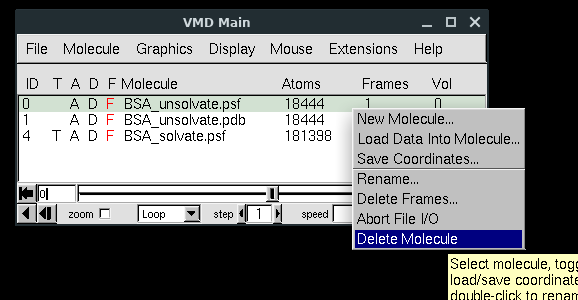 VMD Main
File Molecule Graphics Display Mouse Extensions Help
ID T A D F Molecule Atoms Frames Vol
0 A D F BSA_unsolvate.psf 18444 1 0
1 A D F BSA_unsolvate.pdb 18444
4 T A D F BSA_solvate.psf 181398
New Molecule...
Load Data Into Molecule...
Save Coordinates...
Rename...
Delete Frames...
Abort File I/O
Delete Molecule
0
zoom Loop step 1 speed
Select molecule, togg
load/save coordinate
double-click to renam